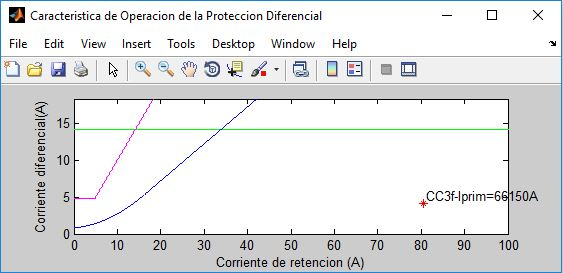 Caracteristica de Operacion de la Proteccion Diferencial
File Edit View Insert Tools Desktop Window Help
Corriente diferencial(A)
15
10
5
0
CC3f-Iprim=66150A
0 10 20 30 40 50 60 70 80 90 100
Corriente de retencion (A)